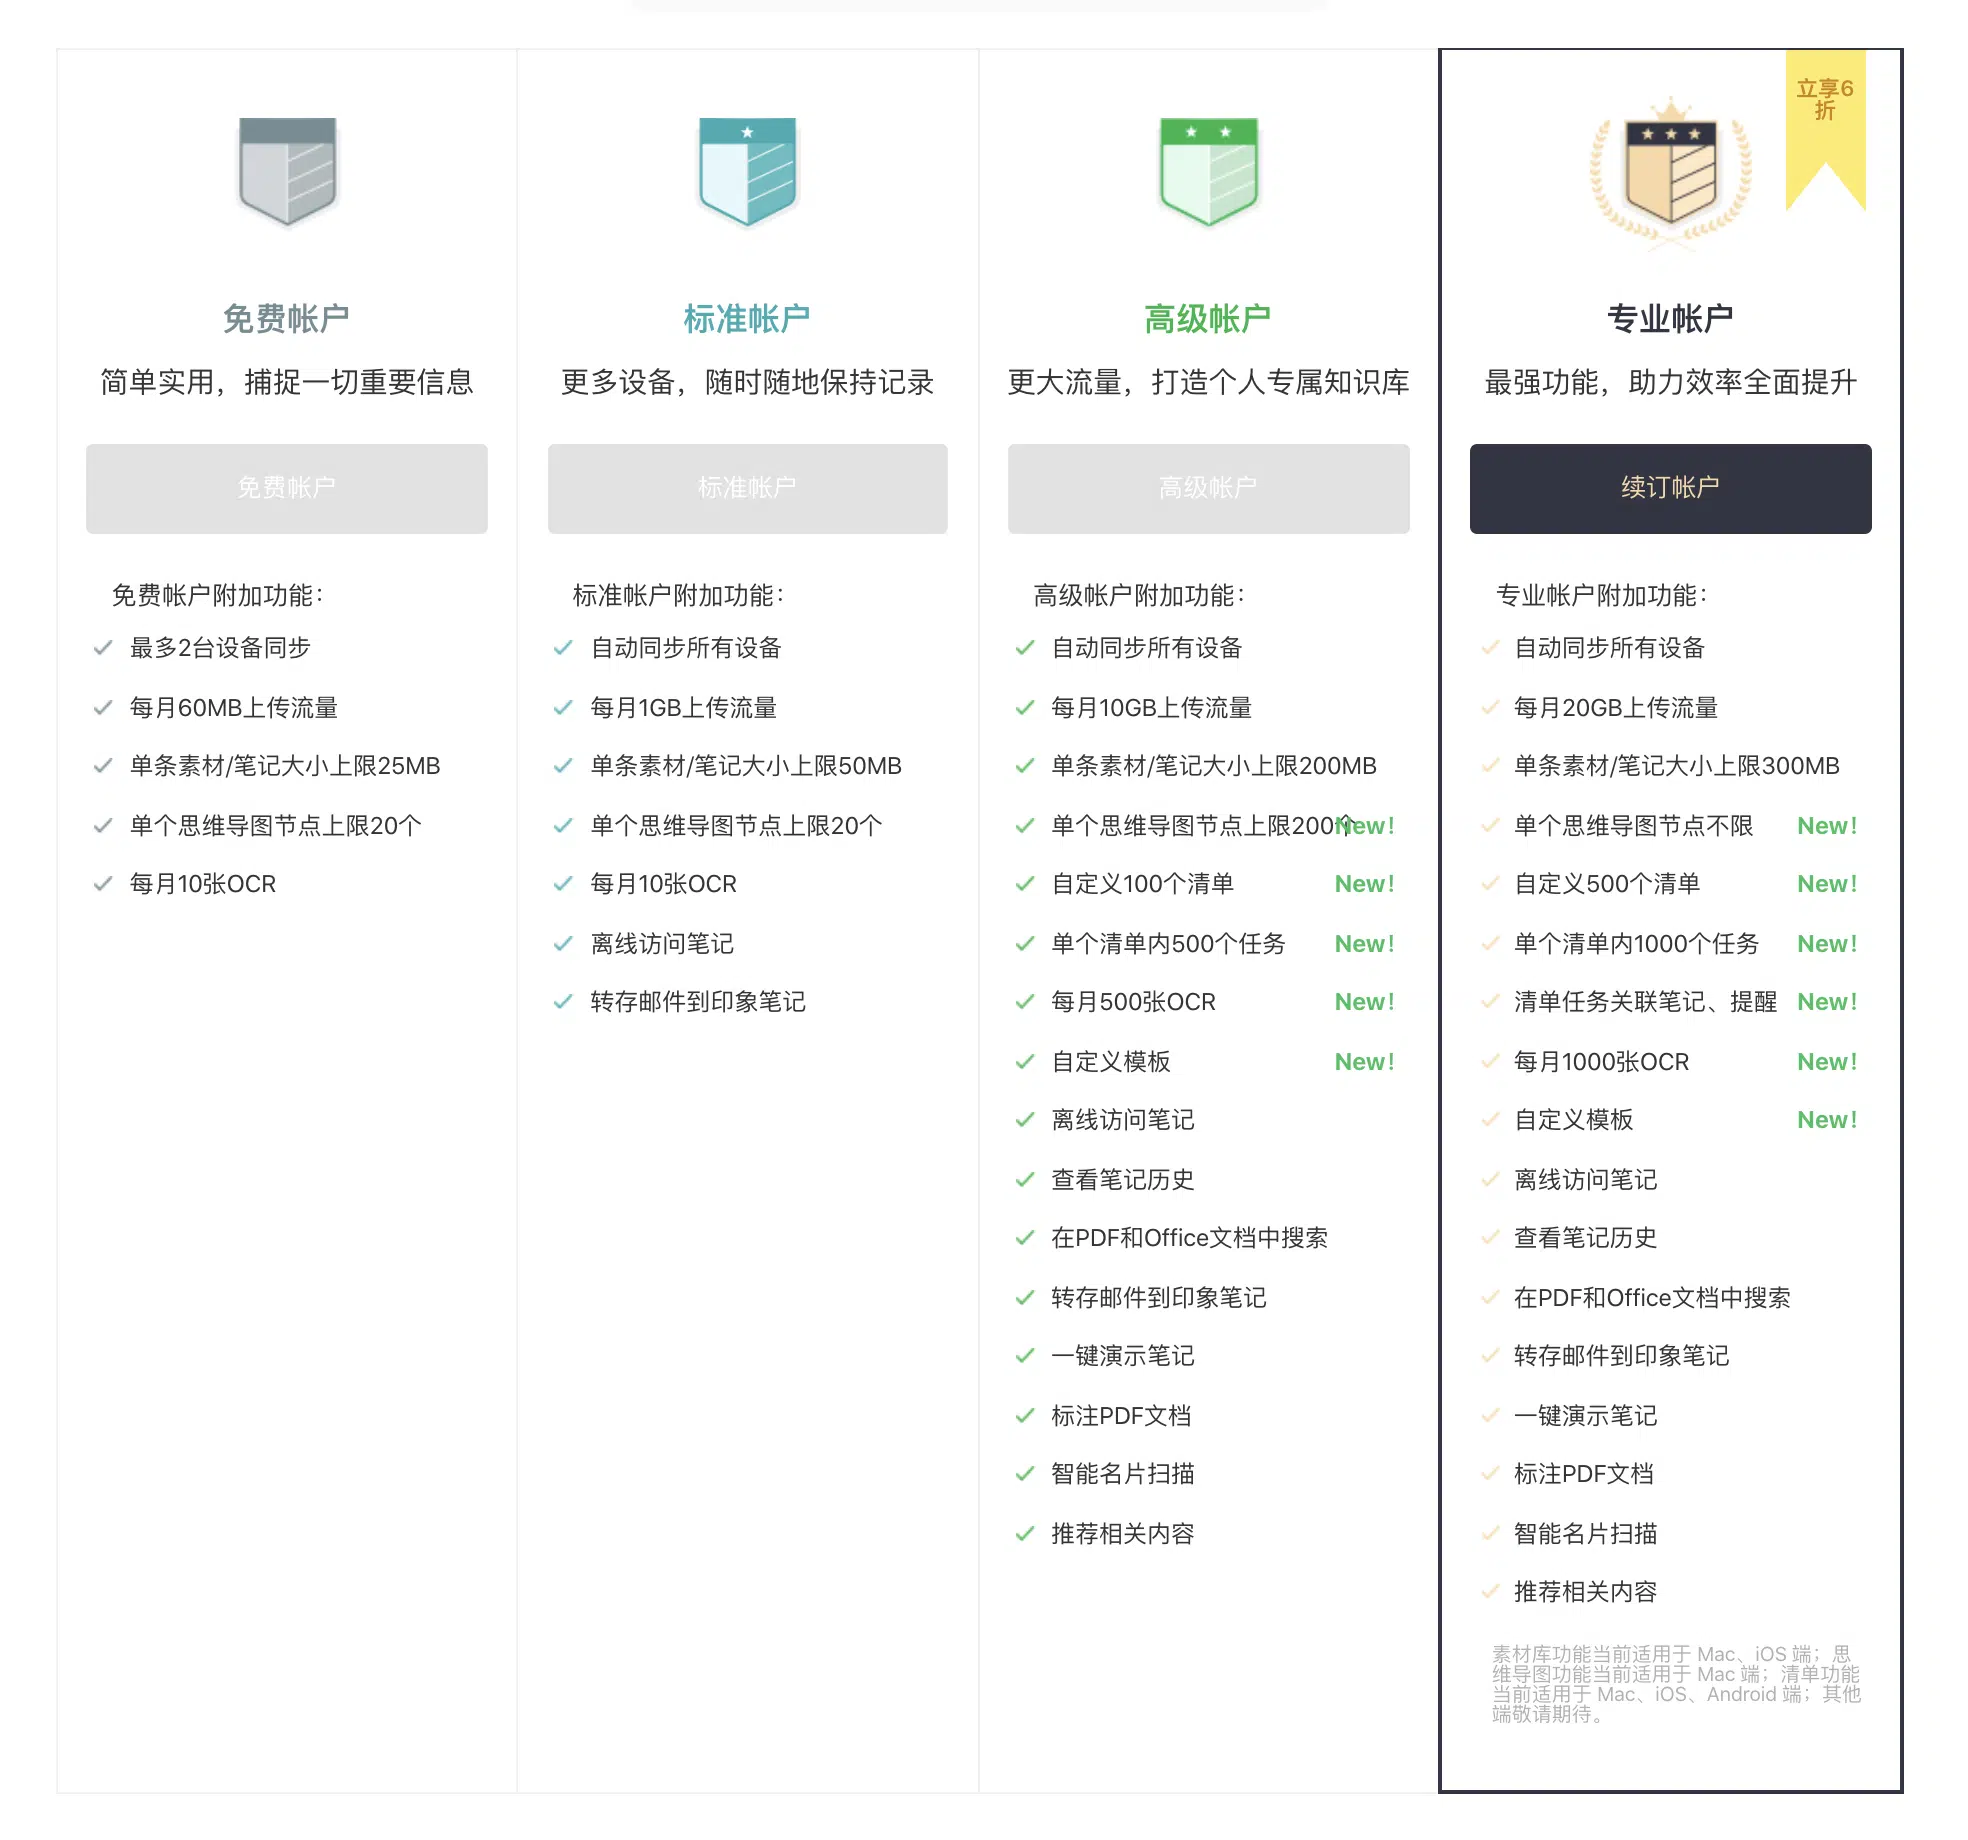 免费帐户
简单实用，捕捉一切重要信息
免费帐户
免费帐户附加功能：
最多2台设备同步
每月60MB上传流量
单条素材/笔记大小上限25MB
单个思维导图节点上限20个
每月10张OCR
标准帐户
更多设备，随时随地保持记录
标准帐户
标准帐户附加功能：
自动同步所有设备
每月1GB上传流量
单条素材/笔记大小上限50MB
单个思维导图节点上限20个
每月10张OCR
离线访问笔记
转存邮件到印象笔记
高级帐户
更大流量，打造个人专属知识库
高级帐户
高级帐户附加功能：
自动同步所有设备
每月10GB上传流量
单条素材/笔记大小上限200MB
单个思维导图节点上限200个 New!
自定义100个清单 New!
单个清单内500个任务 New!
每月500张OCR New!
自定义模板 New!
离线访问笔记
查看笔记历史
在PDF和Office文档中搜索
转存邮件到印象笔记
一键演示笔记
标注PDF文档
智能名片扫描
推荐相关内容
立享6
折
专业帐户
最强功能，助力效率全面提升
续订帐户
专业帐户附加功能：
自动同步所有设备
每月20GB上传流量
单条素材/笔记大小上限300MB
单个思维导图节点不限 New!
自定义500个清单 New!
单个清单内1000个任务 New!
清单任务关联笔记、提醒 New!
每月1000张OCR New!
自定义模板 New!
离线访问笔记
查看笔记历史
在PDF和Office文档中搜索
转存邮件到印象笔记
一键演示笔记
标注PDF文档
智能名片扫描
推荐相关内容
素材库功能当前适用于 Mac、iOS 端；思
维导图功能当前适用于 Mac 端；清单功能
当前适用于 Mac、iOS、Android 端；其他
端敬请期待。